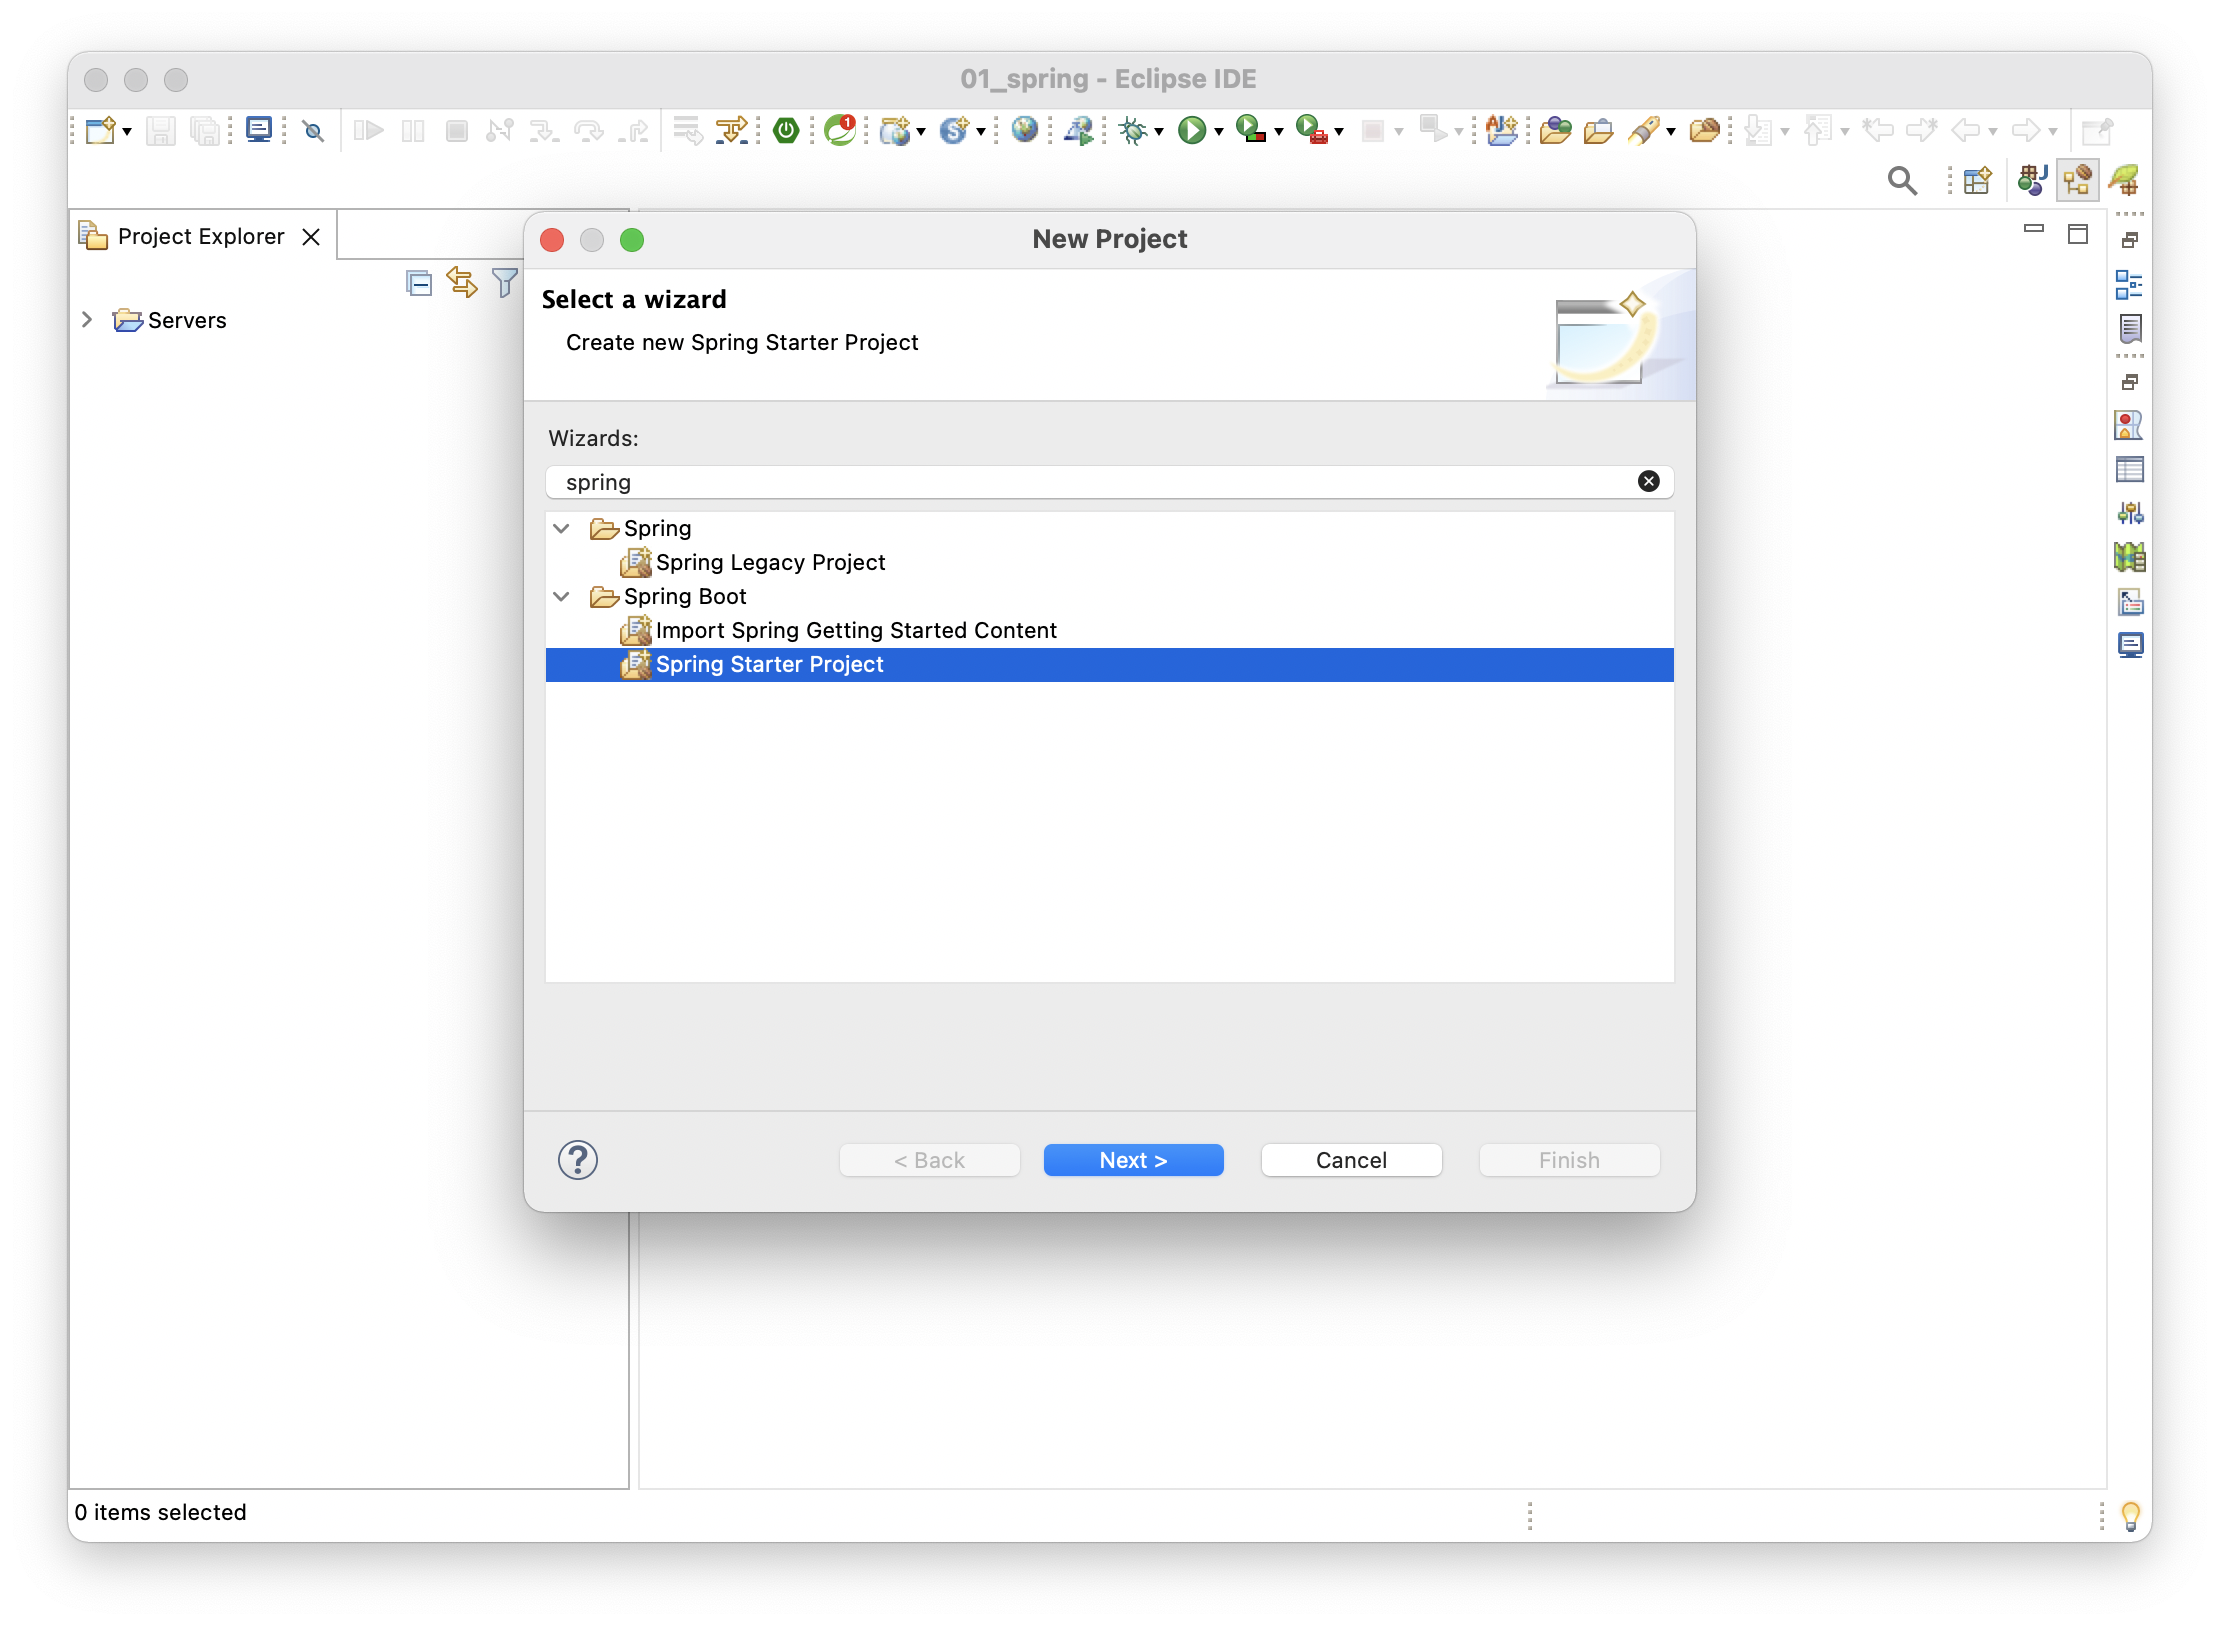 01_spring - Eclipse IDE
1
Project Explorer
Servers
New Project
Select a wizard
Create new Spring Starter Project
Wizards:
spring
Spring
Spring Legacy Project
Spring Boot
Import Spring Getting Started Content
Spring Starter Project
?
< Back
Next >
Cancel
Finish
0 items selected